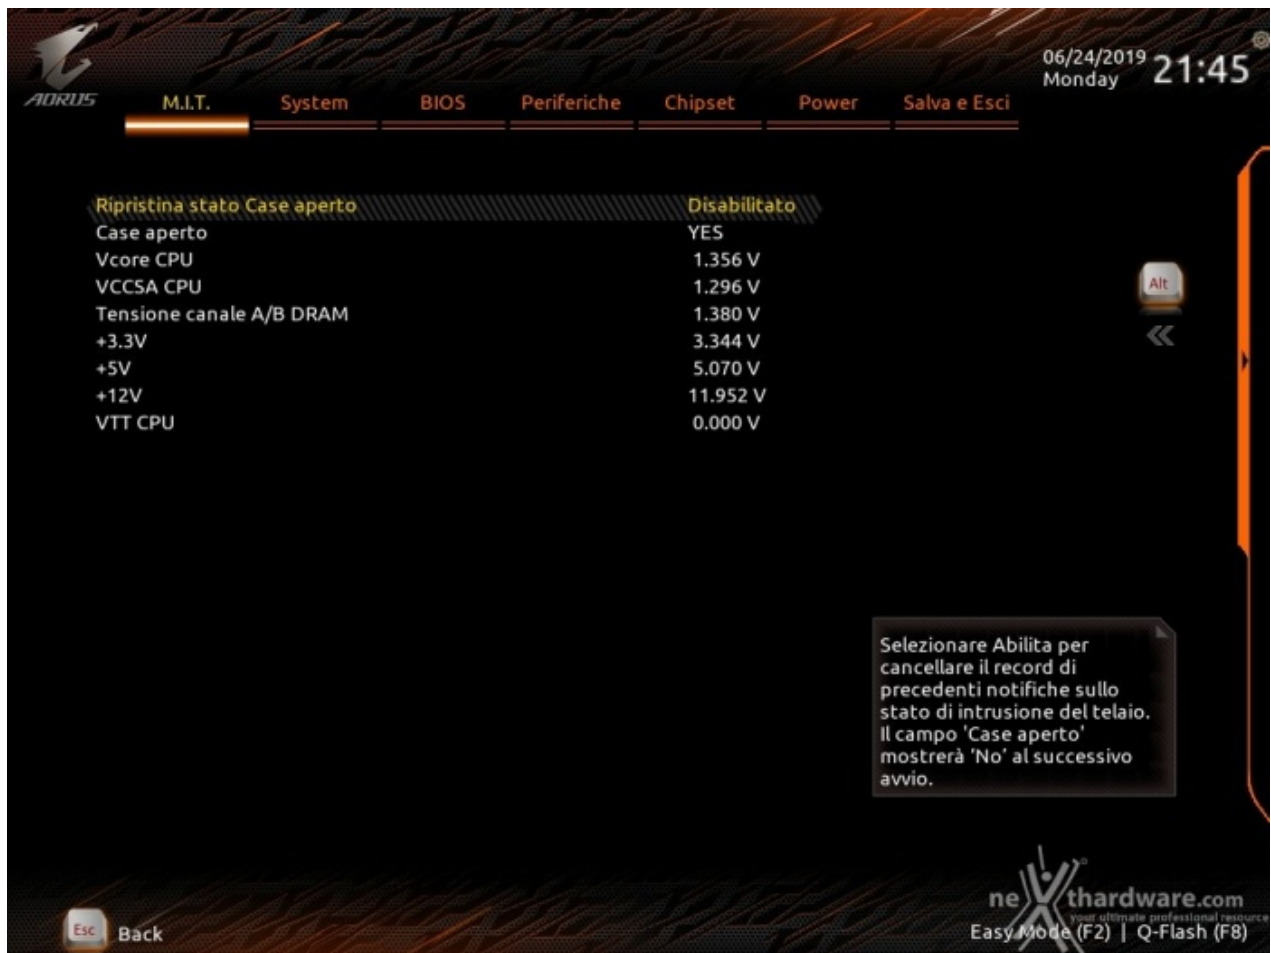 06/24/2019 21:45
Monday
AORUS
M.I.T. System BIOS Periferiche Chipset Power Salva e Esci
Ripristina stato Case aperto Disabilitato
Case aperto YES
Vcore CPU 1.356 V
VCCSA CPU 1.296 V
Tensione canale A/B DRAM 1.380 V
+3.3V 3.344 V
+5V 5.070 V
+12V 11.952 V
VTT CPU 0.000 V
Alt
Selezionare Abilita per
cancellare il record di
precedenti notifiche sullo
stato di intrusione del telaio.
Il campo 'Case aperto'
mostrerà 'No' al successivo
avvio.
nexthardware.com
your ultimate professional resource
Esc Back
Easy Mode (F2) | Q-Flash (F8)